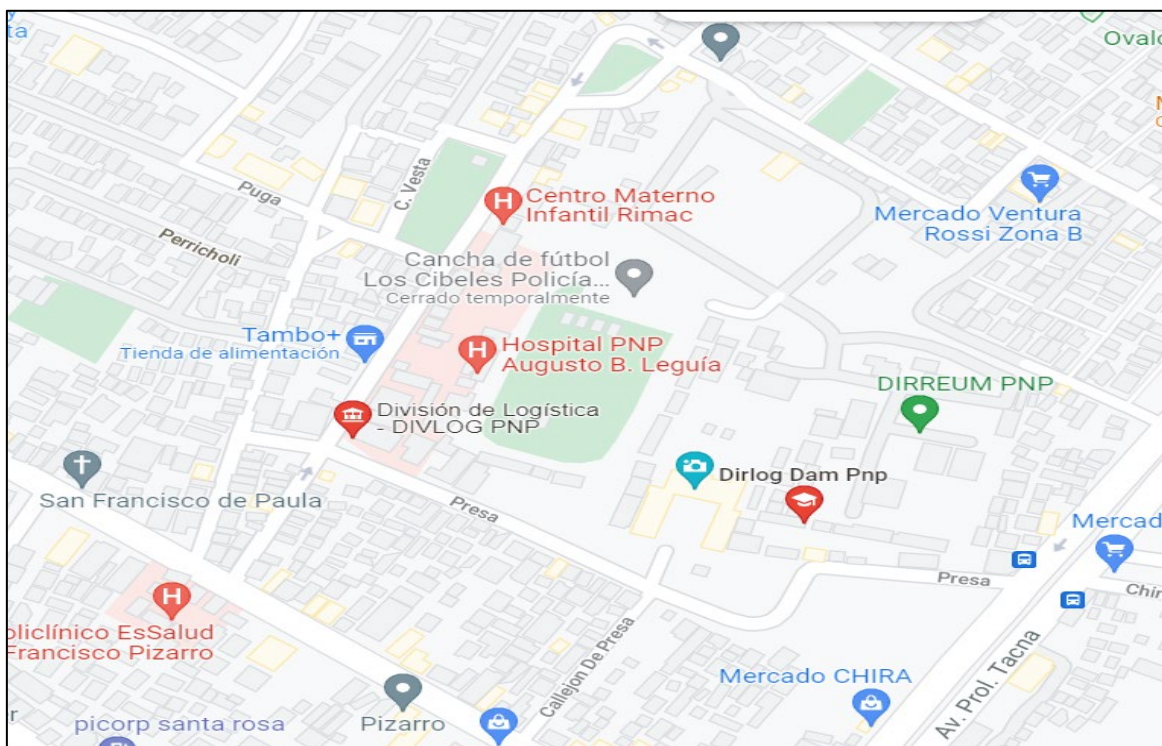 ta
Ovalo
Centro Materno
Infantil Rimac
C. Vesta
Puga
Mercado Ventura
Rossi Zona B
Perricholi
Cancha de fútbol
Los Cibeles Policía...
Cerrado temporalmente
Tambo+
Tienda de alimentación
Hospital PNP
Augusto B. Leguía
DIRREUM PNP
División de Logística
- DIVLOG PNP
Dirlog Dam Pnp
San Francisco de Paula
Presa
Mercad
Presa
Chir
oliclínico EsSalud
Francisco Pizarro
Callejon De Presa
Av. Prol. Tacna
Mercado CHIRA
Pizarro
picorp santa rosa